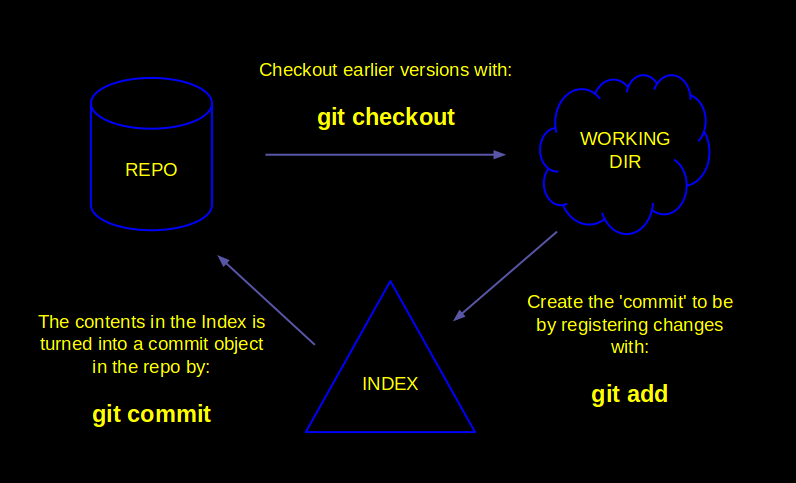 Checkout earlier versions with:
git checkout
REPO
WORKING
DIR
The contents in the Index is
turned into a commit object
in the repo by:
git commit
INDEX
Create the 'commit' to be
by registering changes
with:
git add